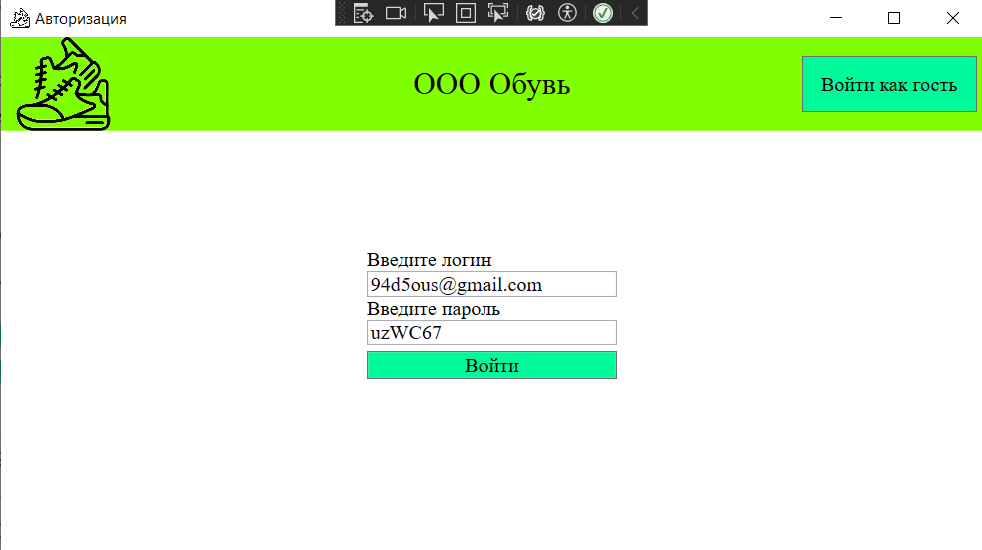 Авторизация
ООО Обувь
Войти как гость
Введите логин
94d5ous@gmail.com
Введите пароль
uzWC67
Войти